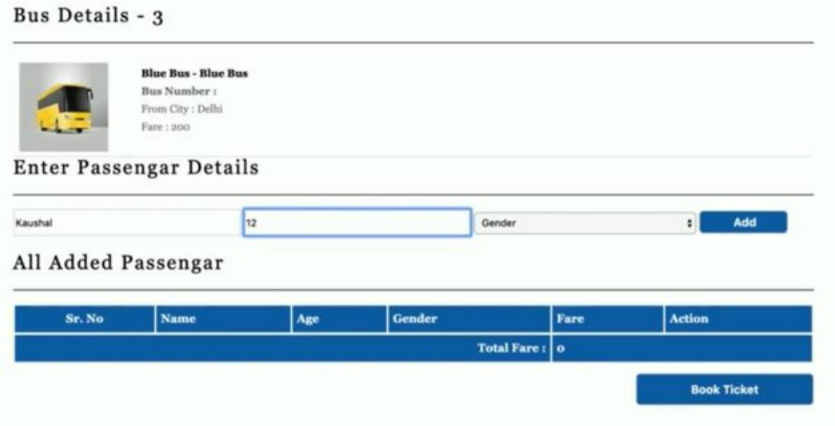 Bus Details - 3
Blue Bus - Blue Bus
Bus Number :
From City : Delhi
Fare : 200
Enter Passengar Details
Kaushal 12 Gender Add
All Added Passengar
Sr. No Name Age Gender Fare Action
Total Fare : 0
Book Ticket